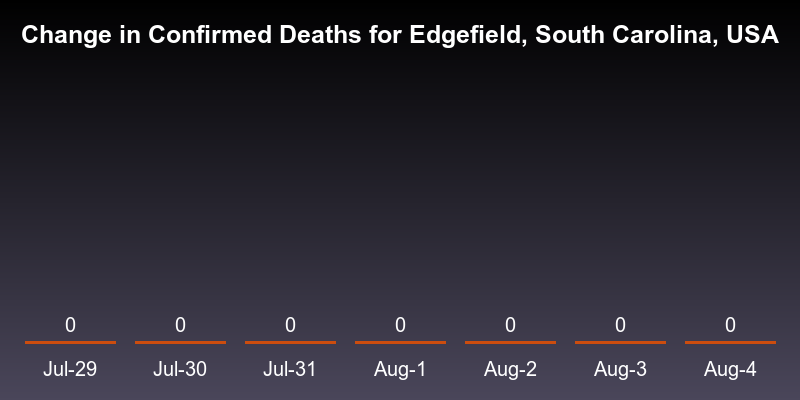 Change in Confirmed Deaths for Edgefield, South Carolina, USA
0 0 0 0 0 0 0
Jul-29 Jul-30 Jul-31 Aug-1 Aug-2 Aug-3 Aug-4